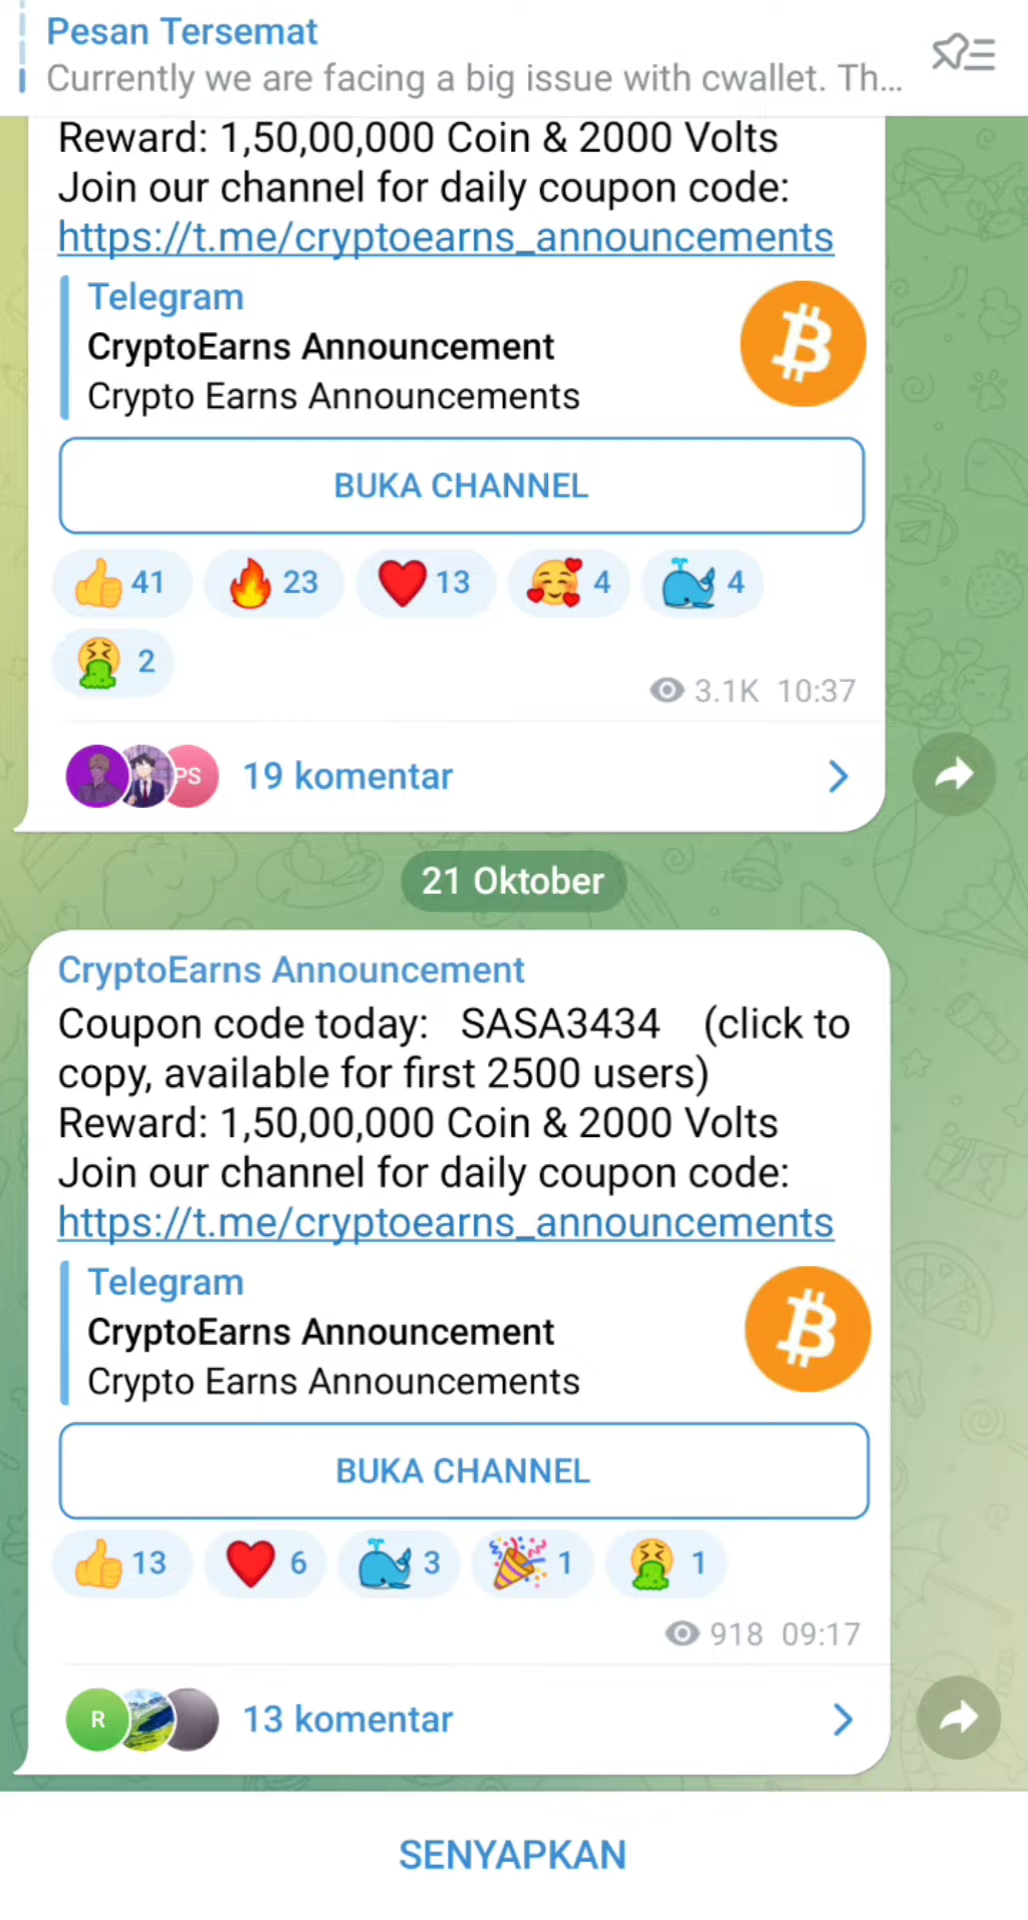 Pesan Tersemat
Currently we are facing a big issue with cwallet. Th...
Reward: 1,50,00,000 Coin & 2000 Volts
Join our channel for daily coupon code:
https://t.me/cryptoearns_announcements
Telegram
CryptoEarns Announcement
Crypto Earns Announcements
BUKA CHANNEL
41 23 13 4 4
2
3.1K 10:37
PS 19 komentar
21 Oktober
CryptoEarns Announcement
Coupon code today: SASA3434 (click to
copy, available for first 2500 users)
Reward: 1,50,00,000 Coin & 2000 Volts
Join our channel for daily coupon code:
https://t.me/cryptoearns_announcements
Telegram
CryptoEarns Announcement
Crypto Earns Announcements
BUKA CHANNEL
13 6 3 1 1
918 09:17
R 13 komentar
SENYAPKAN